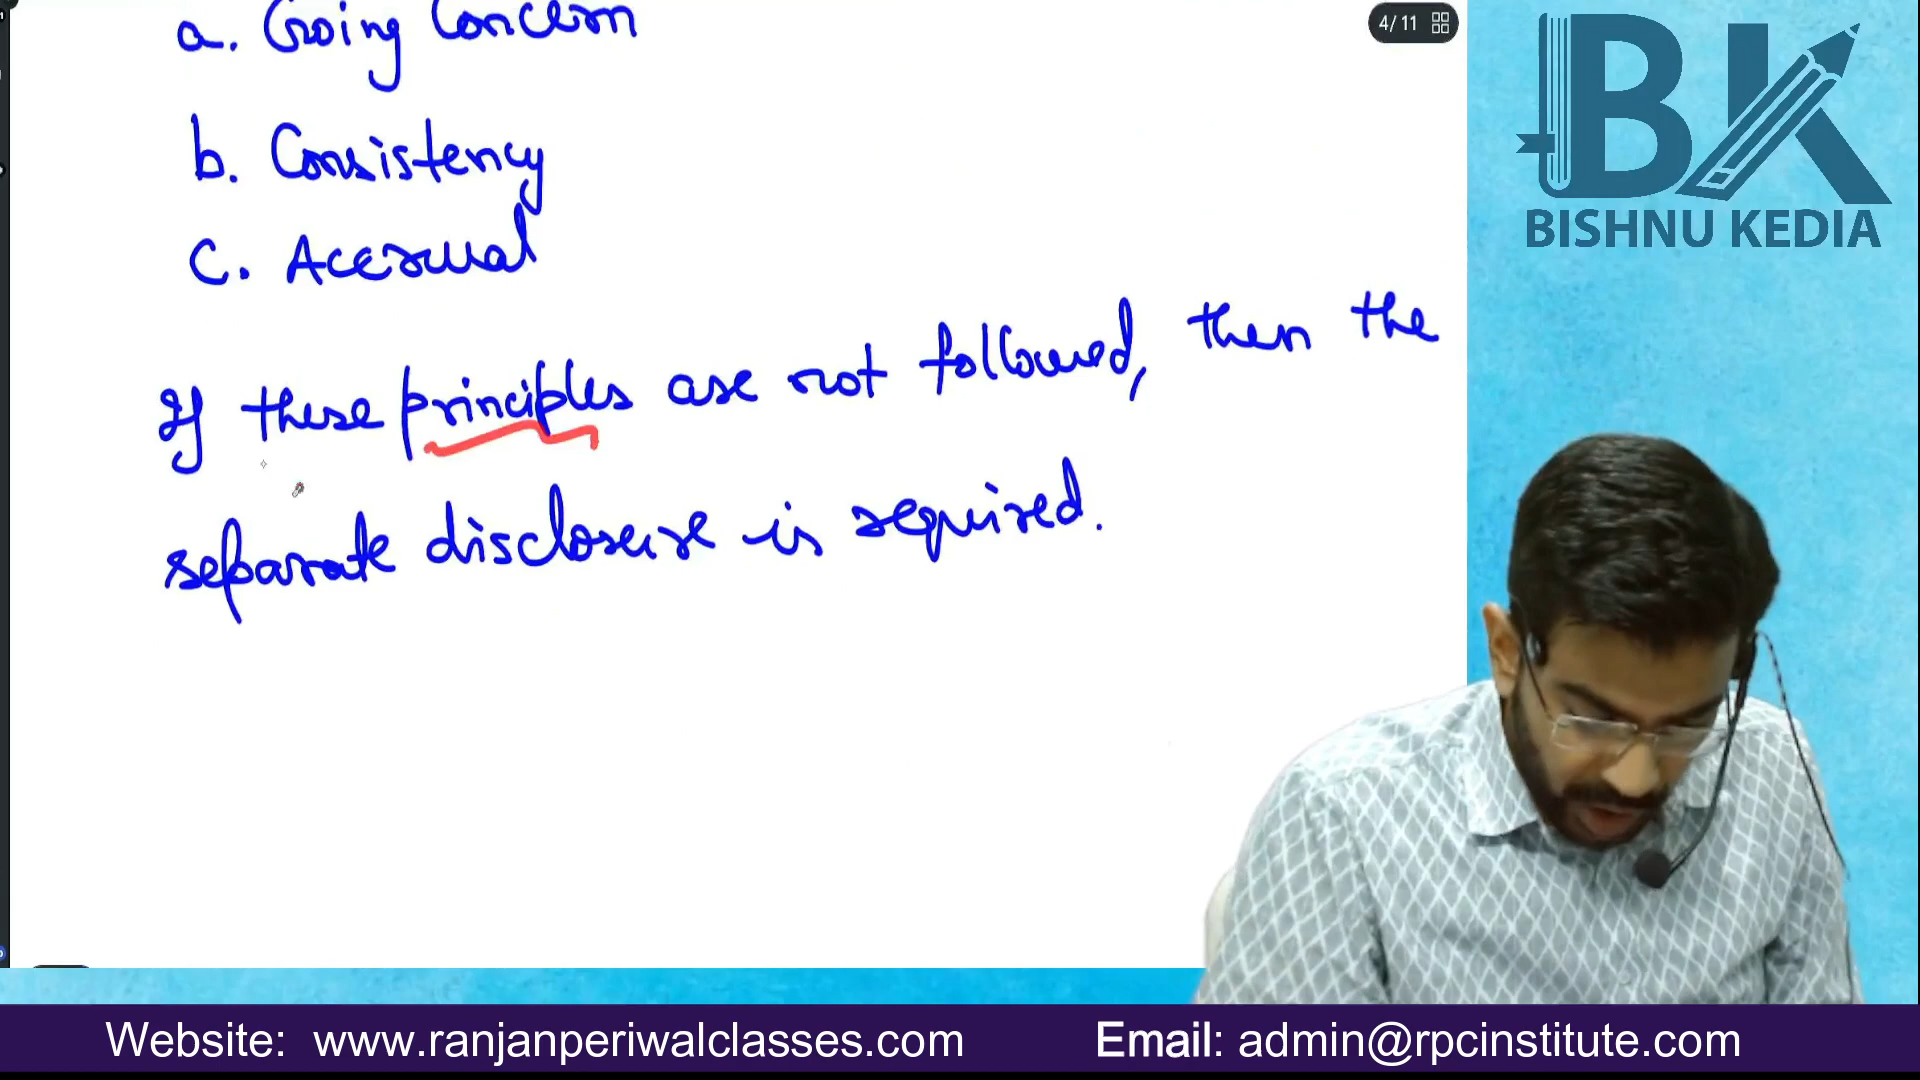 a. Going Concern
4/11
b. Consistency
c. Accrual
If these principles are not followed, then the
separate disclosure is required.
BK
BISHNU KEDIA
Website: www.ranjanperiwalclasses.com
Email: admin@rpcinstitute.com